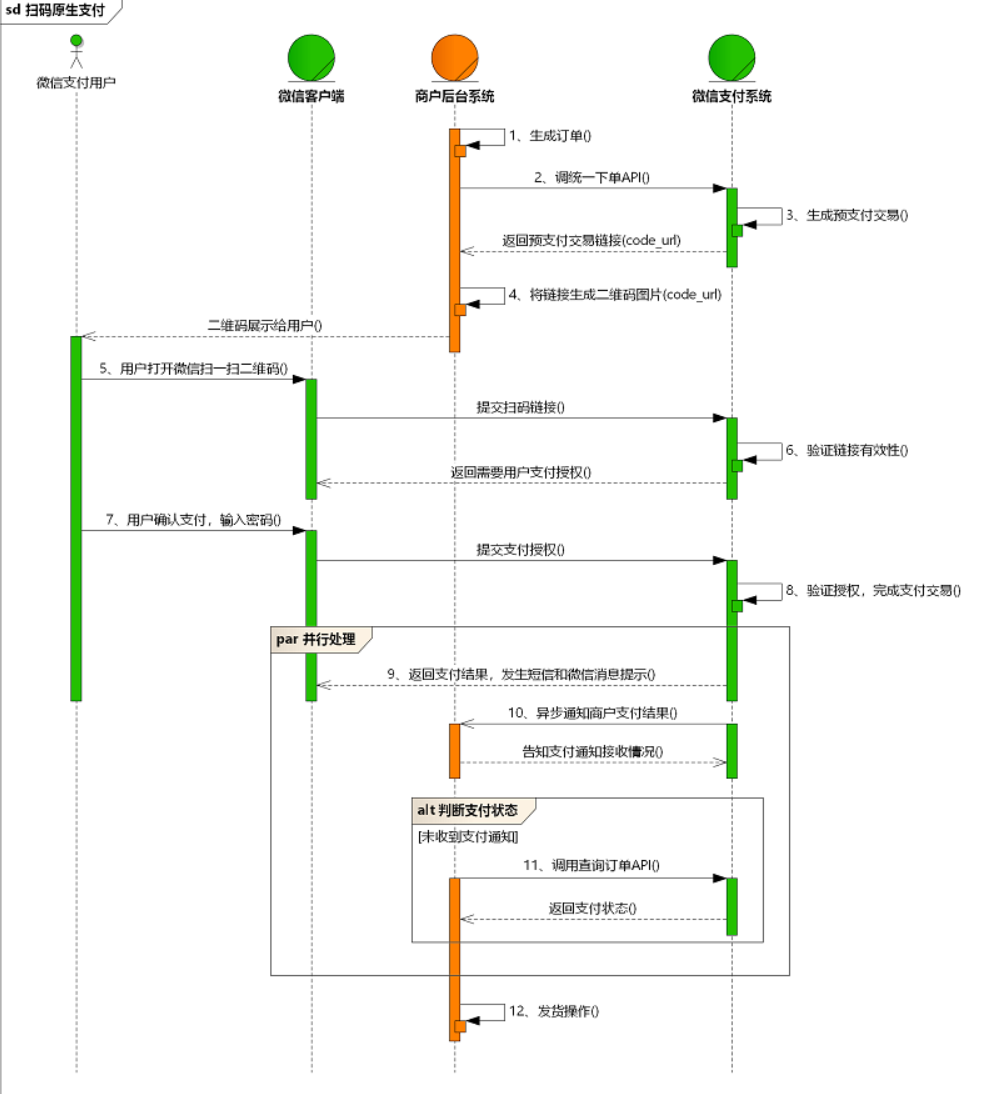 sd 扫码原生支付
微信支付用户
微信客户端
商户后台系统
微信支付系统
1、生成订单()
2、调统一下单API()
3、生成预支付交易()
返回预支付交易链接(code_url)
4、将链接生成二维码图片(code_url)
二维码展示给用户()
5、用户打开微信扫一扫二维码()
提交扫码链接()
6、验证链接有效性()
返回需要用户支付授权()
7、用户确认支付，输入密码()
提交支付授权()
8、验证授权，完成支付交易()
par 并行处理
9、返回支付结果，发生短信和微信消息提示()
10、异步通知商户支付结果()
告知支付通知接收情况()
alt 判断支付状态
[未收到支付通知]
11、调用查询订单API()
返回支付状态()
12、发货操作()